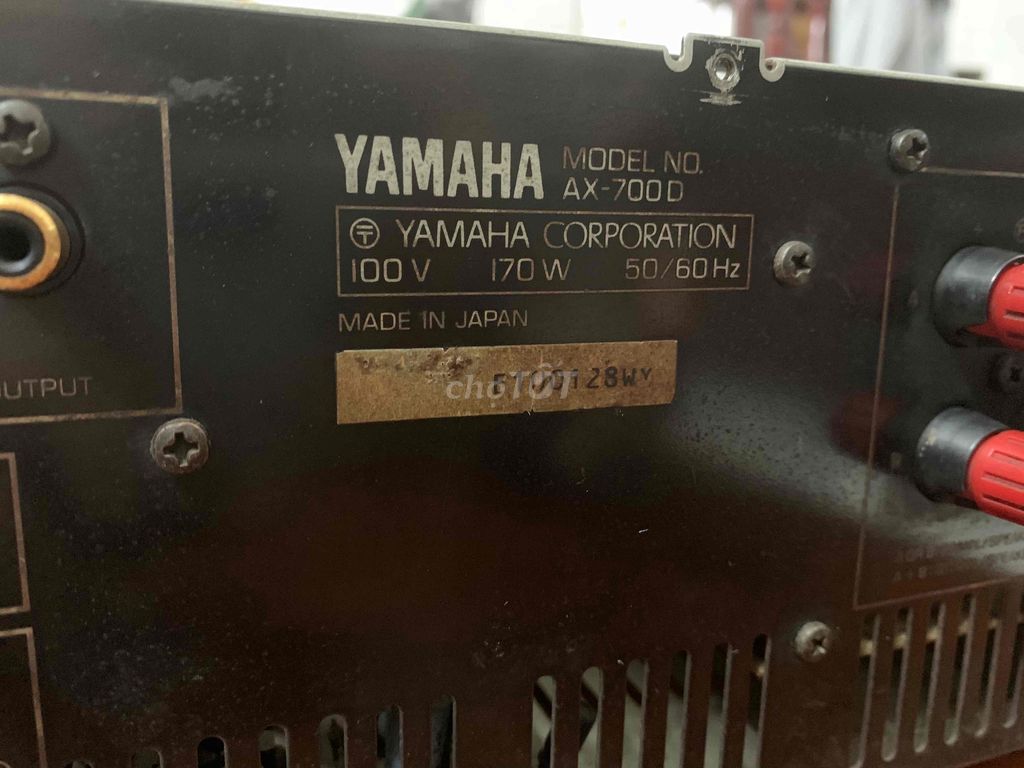 YAMAHA MODEL NO.
AX-700D
YAMAHA CORPORATION
100V 170W 50/60Hz
MADE IN JAPAN
chợTỐT
OUTPUT